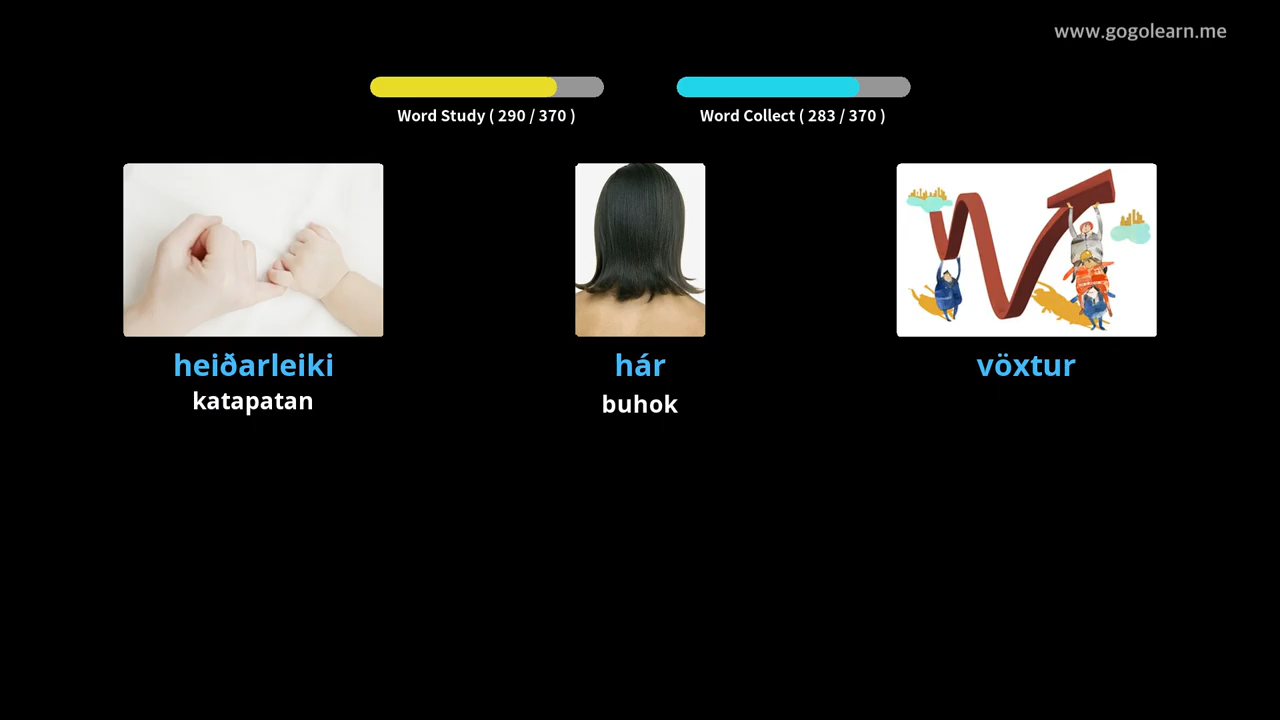 www.gogolearn.me
Word Study ( 290 / 370 )
Word Collect ( 283 / 370 )
heiðarleiki
katapatan
hár
buhok
vöxtur